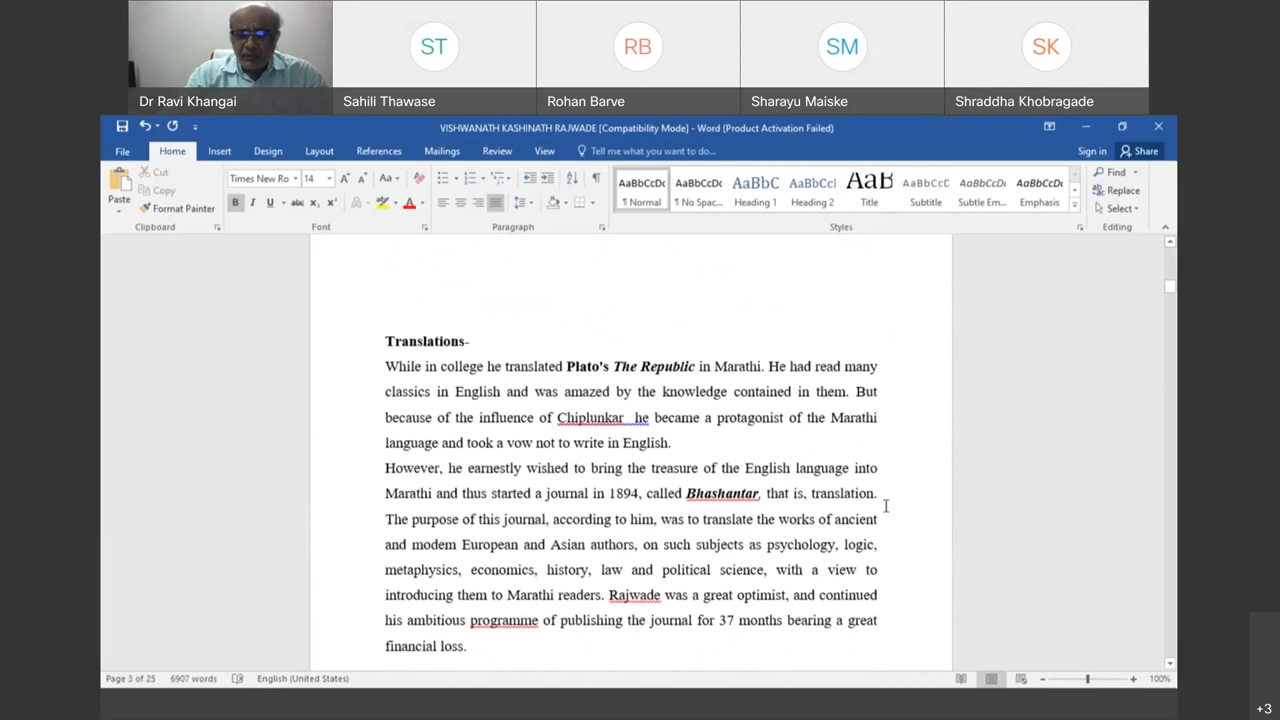 ST
RB
SM
SK
Dr Ravi Khangai
Sahili Thawase
Rohan Barve
Sharayu Maiske
Shraddha Khobragade
VISHWANATH KASHINATH RAJWADE [Compatibility Mode] - Word (Product Activation Failed)
File Home Insert Design Layout References Mailings Review View Tell me what you want to do... Sign in Share
Paste
Cut
Copy
Format Painter
Times New Ro 14
AaBbCcDc AaBbCcDc AaBbC AaBbCcI AaB AaBbCcD AaBbCcDc AaBbCcDc
¶ Normal ¶ No Spac... Heading 1 Heading 2 Title Subtitle Subtle Em... Emphasis
Find
Replace
Select
Clipboard Font Paragraph Styles Editing
Translations-
While in college he translated Plato's The Republic in Marathi. He had read many
classics in English and was amazed by the knowledge contained in them. But
because of the influence of Chiplunkar he became a protagonist of the Marathi
language and took a vow not to write in English.
However, he earnestly wished to bring the treasure of the English language into
Marathi and thus started a journal in 1894, called Bhashantar, that is, translation.
The purpose of this journal, according to him, was to translate the works of ancient
and modem European and Asian authors, on such subjects as psychology, logic,
metaphysics, economics, history, law and political science, with a view to
introducing them to Marathi readers. Rajwade was a great optimist, and continued
his ambitious programme of publishing the journal for 37 months bearing a great
financial loss.
Page 3 of 25 6907 words English (United States) 100%
+3